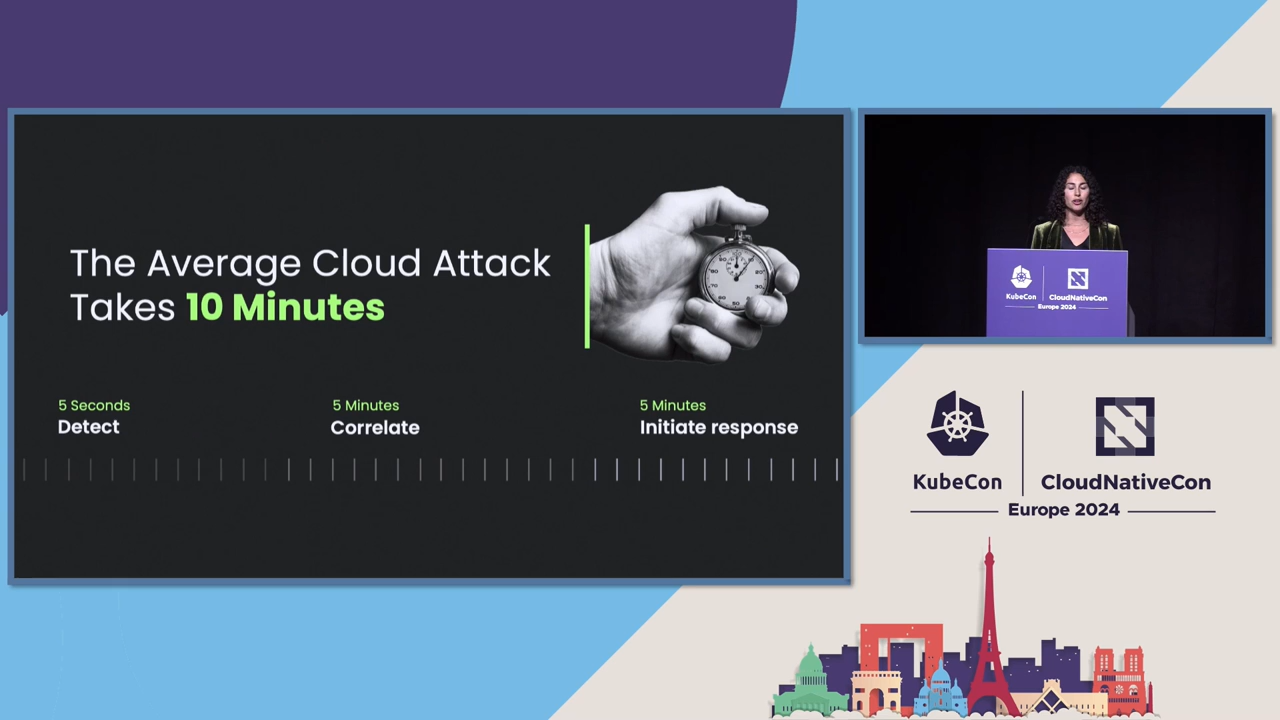 The Average Cloud Attack
Takes 10 Minutes
5 Seconds
Detect
5 Minutes
Correlate
5 Minutes
Initiate response
KubeCon
CloudNativeCon
Europe 2024
KubeCon
CloudNativeCon
Europe 2024